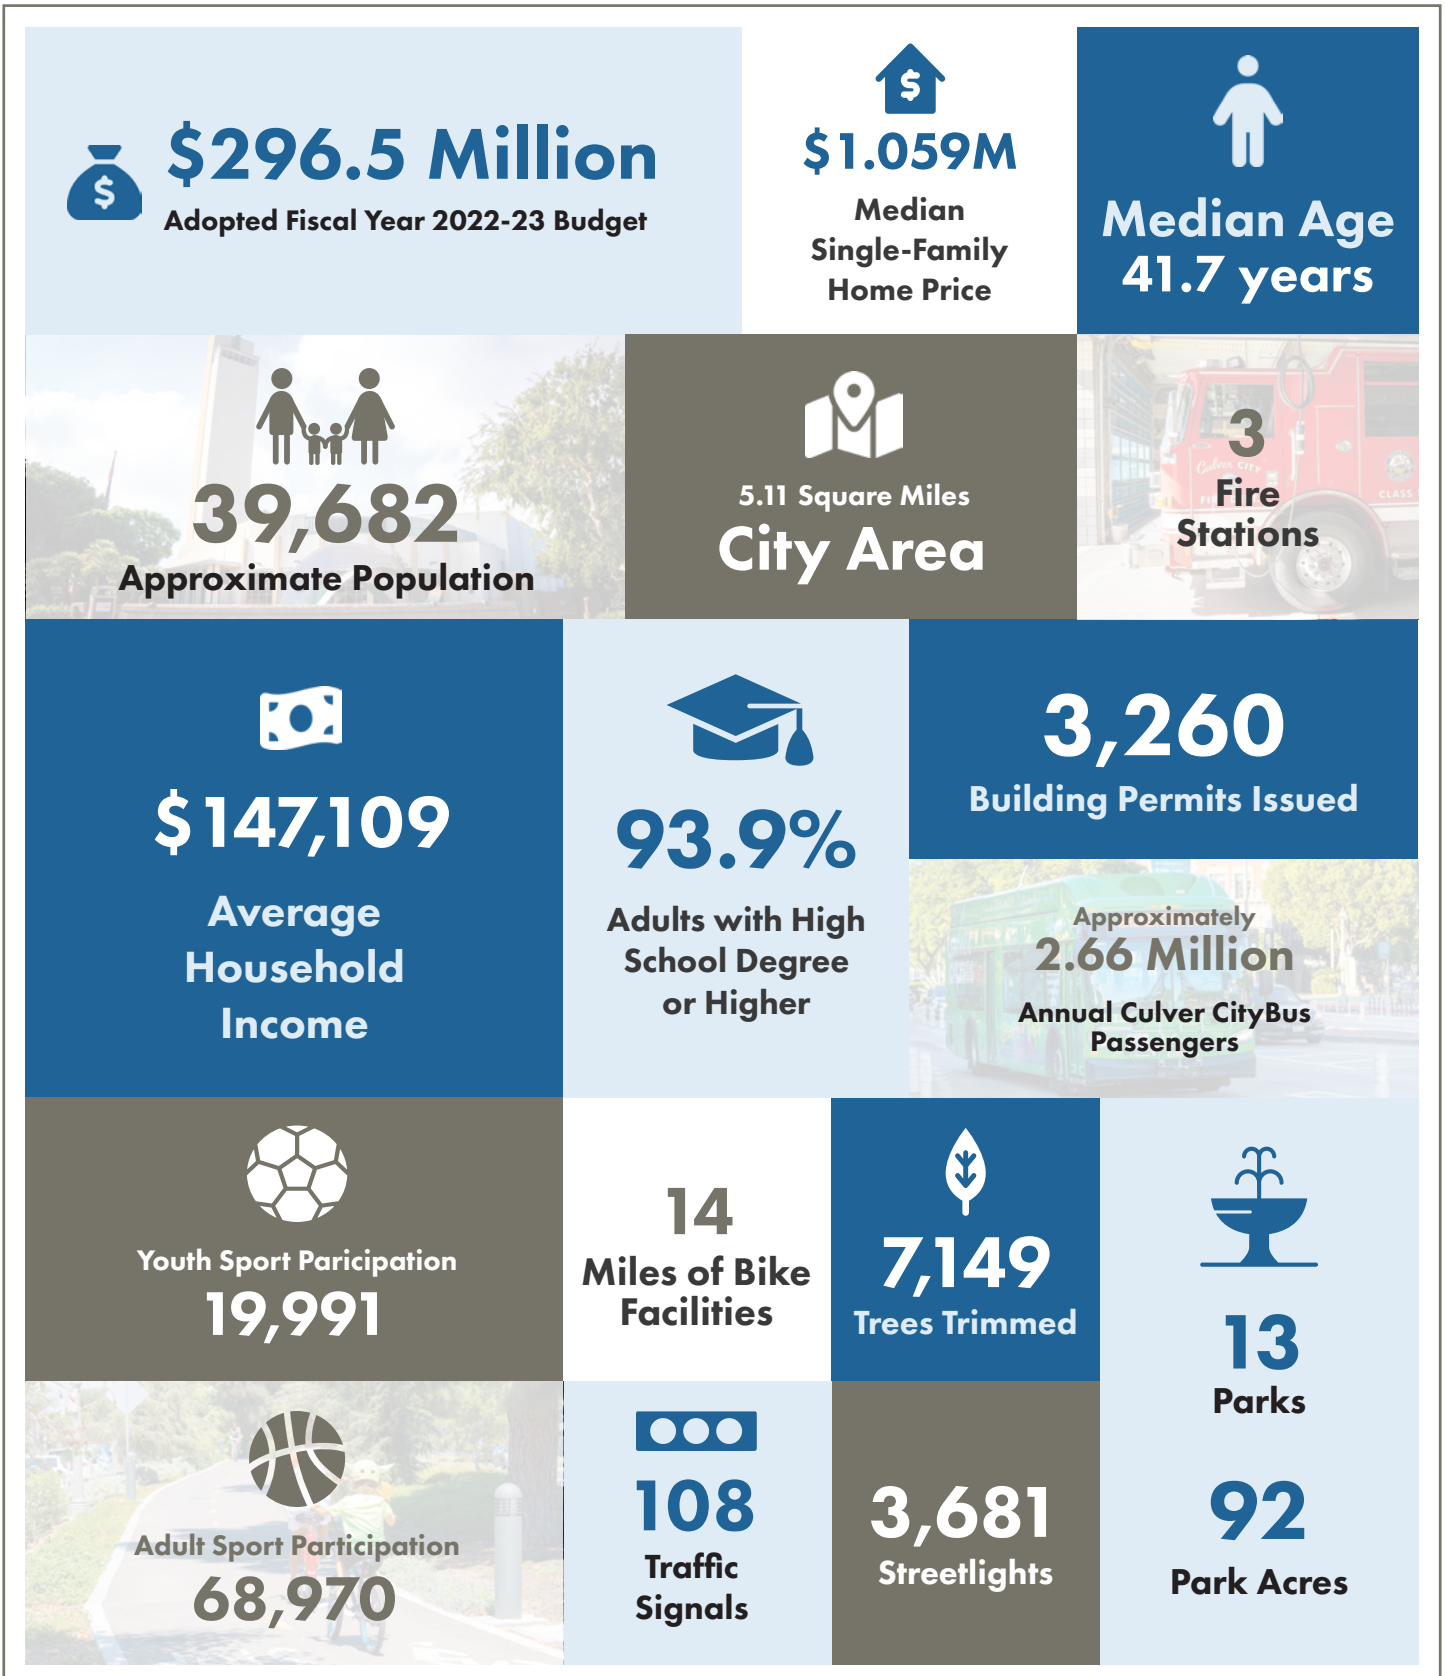 $296.5 Million
Adopted Fiscal Year 2022-23 Budget
$
$
$1.059M
Median
Single-Family
Home Price
Median Age
41.7 years
39,682
Approximate Population
5.11 Square Miles
City Area
3
Fire
Stations
Culver CITY
CLASS
$147,109
Average
Household
Income
93.9%
Adults with High
School Degree
or Higher
3,260
Building Permits Issued
Approximately
2.66 Million
Annual Culver CityBus
Passengers
Youth Sport Paricipation
19,991
14
Miles of Bike
Facilities
7,149
Trees Trimmed
13
Parks
92
Park Acres
Adult Sport Participation
68,970
108
Traffic
Signals
3,681
Streetlights